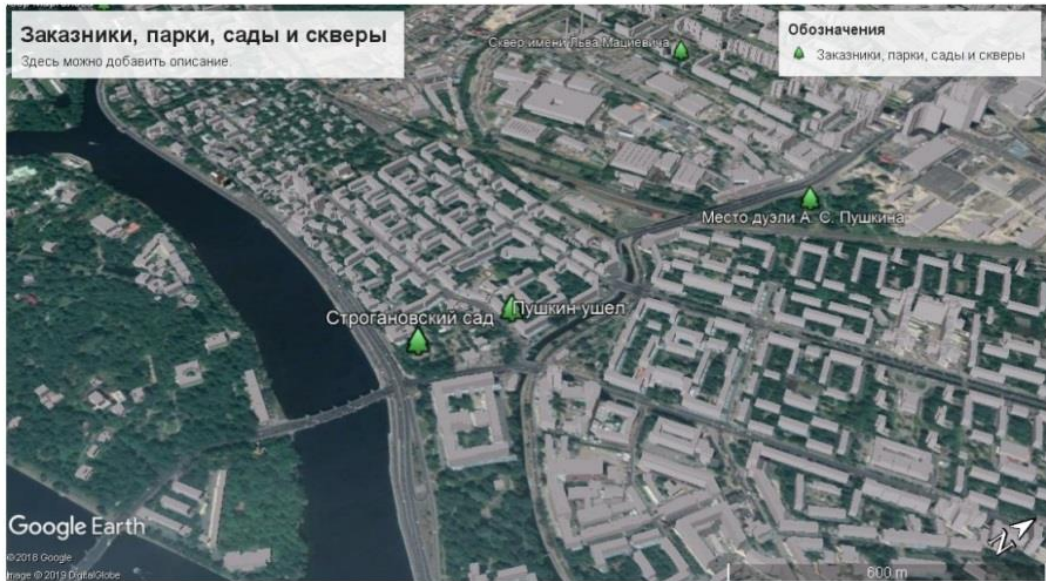 Заказники, парки, сады и скверы
Здесь можно добавить описание.
Обозначения
Заказники, парки, сады и скверы
Сквер имени Льва Мациевича
Место дуэли А. С. Пушкина
Пушкин ушел
Строгановский сад
Google Earth
©2018 Google
Image © 2019 DigitalGlobe
600 m
N